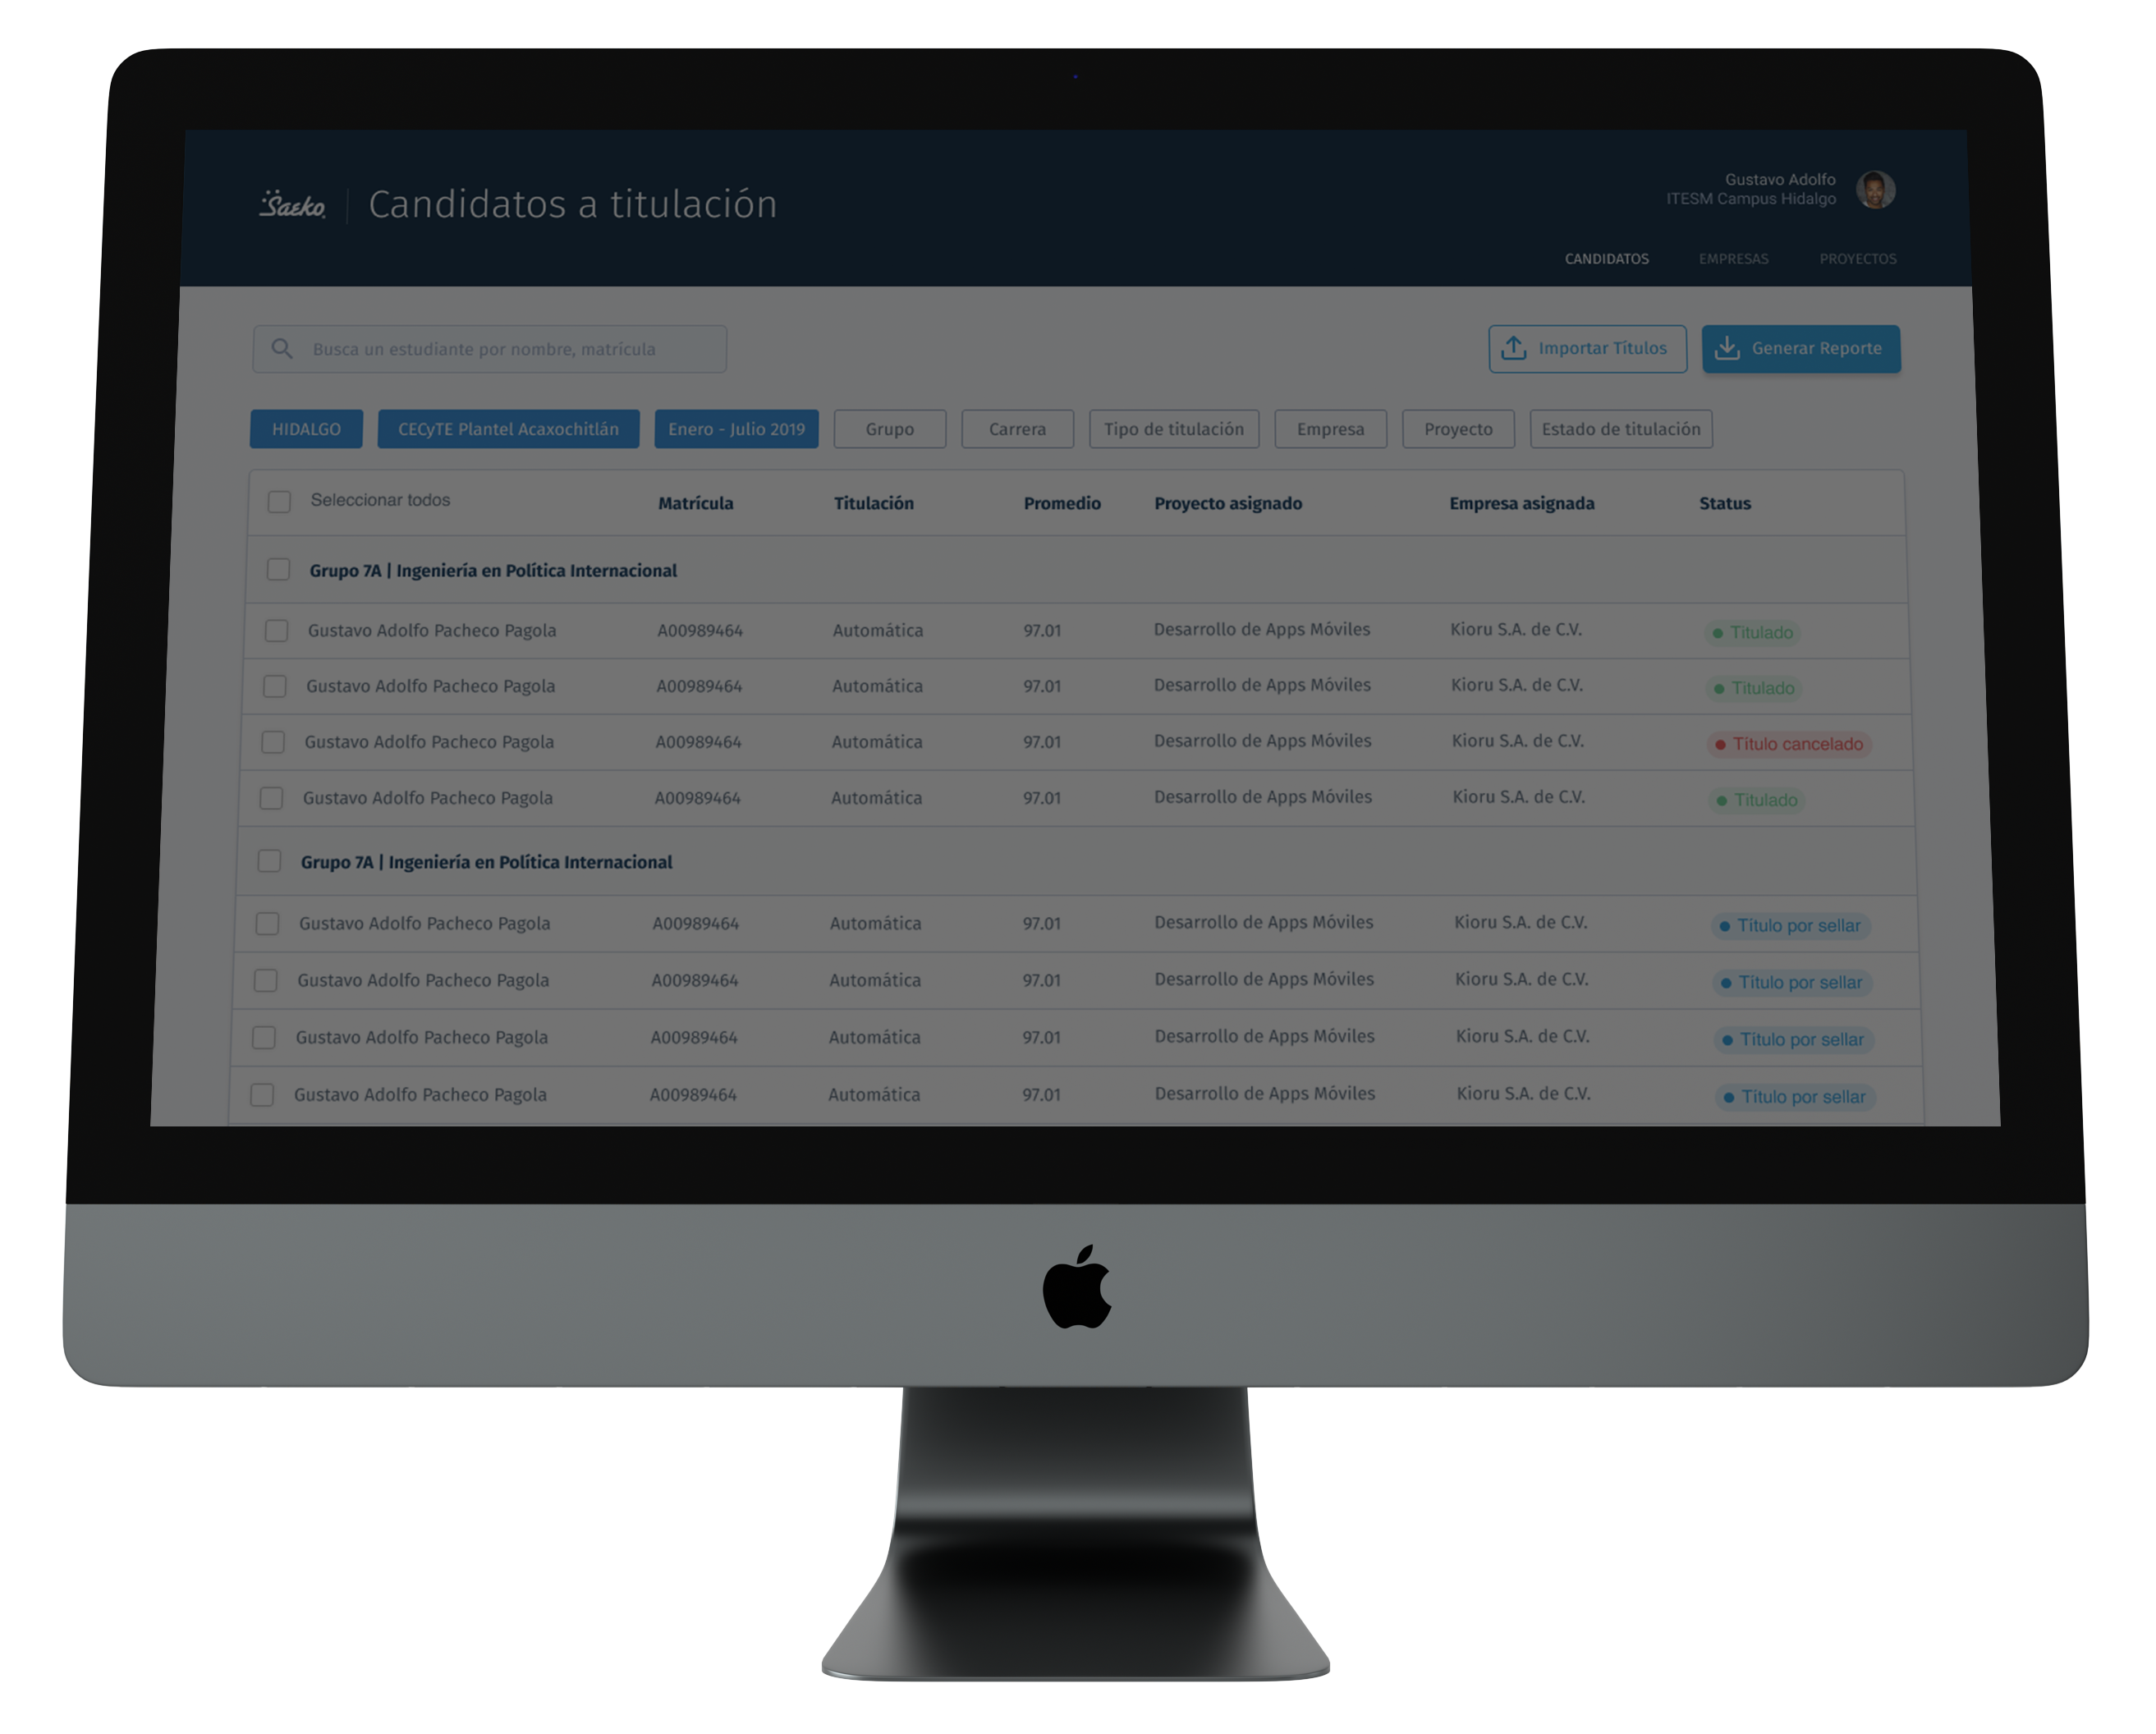 Saeko
Candidatos a titulación
Gustavo Adolfo
ITESM Campus Hidalgo
CANDIDATOS EMPRESAS PROYECTOS
Busca un estudiante por nombre, matrícula
Importar Títulos
Generar Reporte
HIDALGO CECyTE Plantel Acaxochitlán Enero - Julio 2019 Grupo Carrera Tipo de titulación Empresa Proyecto Estado de titulación
Seleccionar todos Matrícula Titulación Promedio Proyecto asignado Empresa asignada Status
Grupo 7A | Ingeniería en Política Internacional
Gustavo Adolfo Pacheco Pagola A00989464 Automática 97.01 Desarrollo de Apps Móviles Kioru S.A. de C.V. Titulado
Gustavo Adolfo Pacheco Pagola A00989464 Automática 97.01 Desarrollo de Apps Móviles Kioru S.A. de C.V. Titulado
Gustavo Adolfo Pacheco Pagola A00989464 Automática 97.01 Desarrollo de Apps Móviles Kioru S.A. de C.V. Título cancelado
Gustavo Adolfo Pacheco Pagola A00989464 Automática 97.01 Desarrollo de Apps Móviles Kioru S.A. de C.V. Titulado
Grupo 7A | Ingeniería en Política Internacional
Gustavo Adolfo Pacheco Pagola A00989464 Automática 97.01 Desarrollo de Apps Móviles Kioru S.A. de C.V. Título por sellar
Gustavo Adolfo Pacheco Pagola A00989464 Automática 97.01 Desarrollo de Apps Móviles Kioru S.A. de C.V. Título por sellar
Gustavo Adolfo Pacheco Pagola A00989464 Automática 97.01 Desarrollo de Apps Móviles Kioru S.A. de C.V. Título por sellar
Gustavo Adolfo Pacheco Pagola A00989464 Automática 97.01 Desarrollo de Apps Móviles Kioru S.A. de C.V. Título por sellar